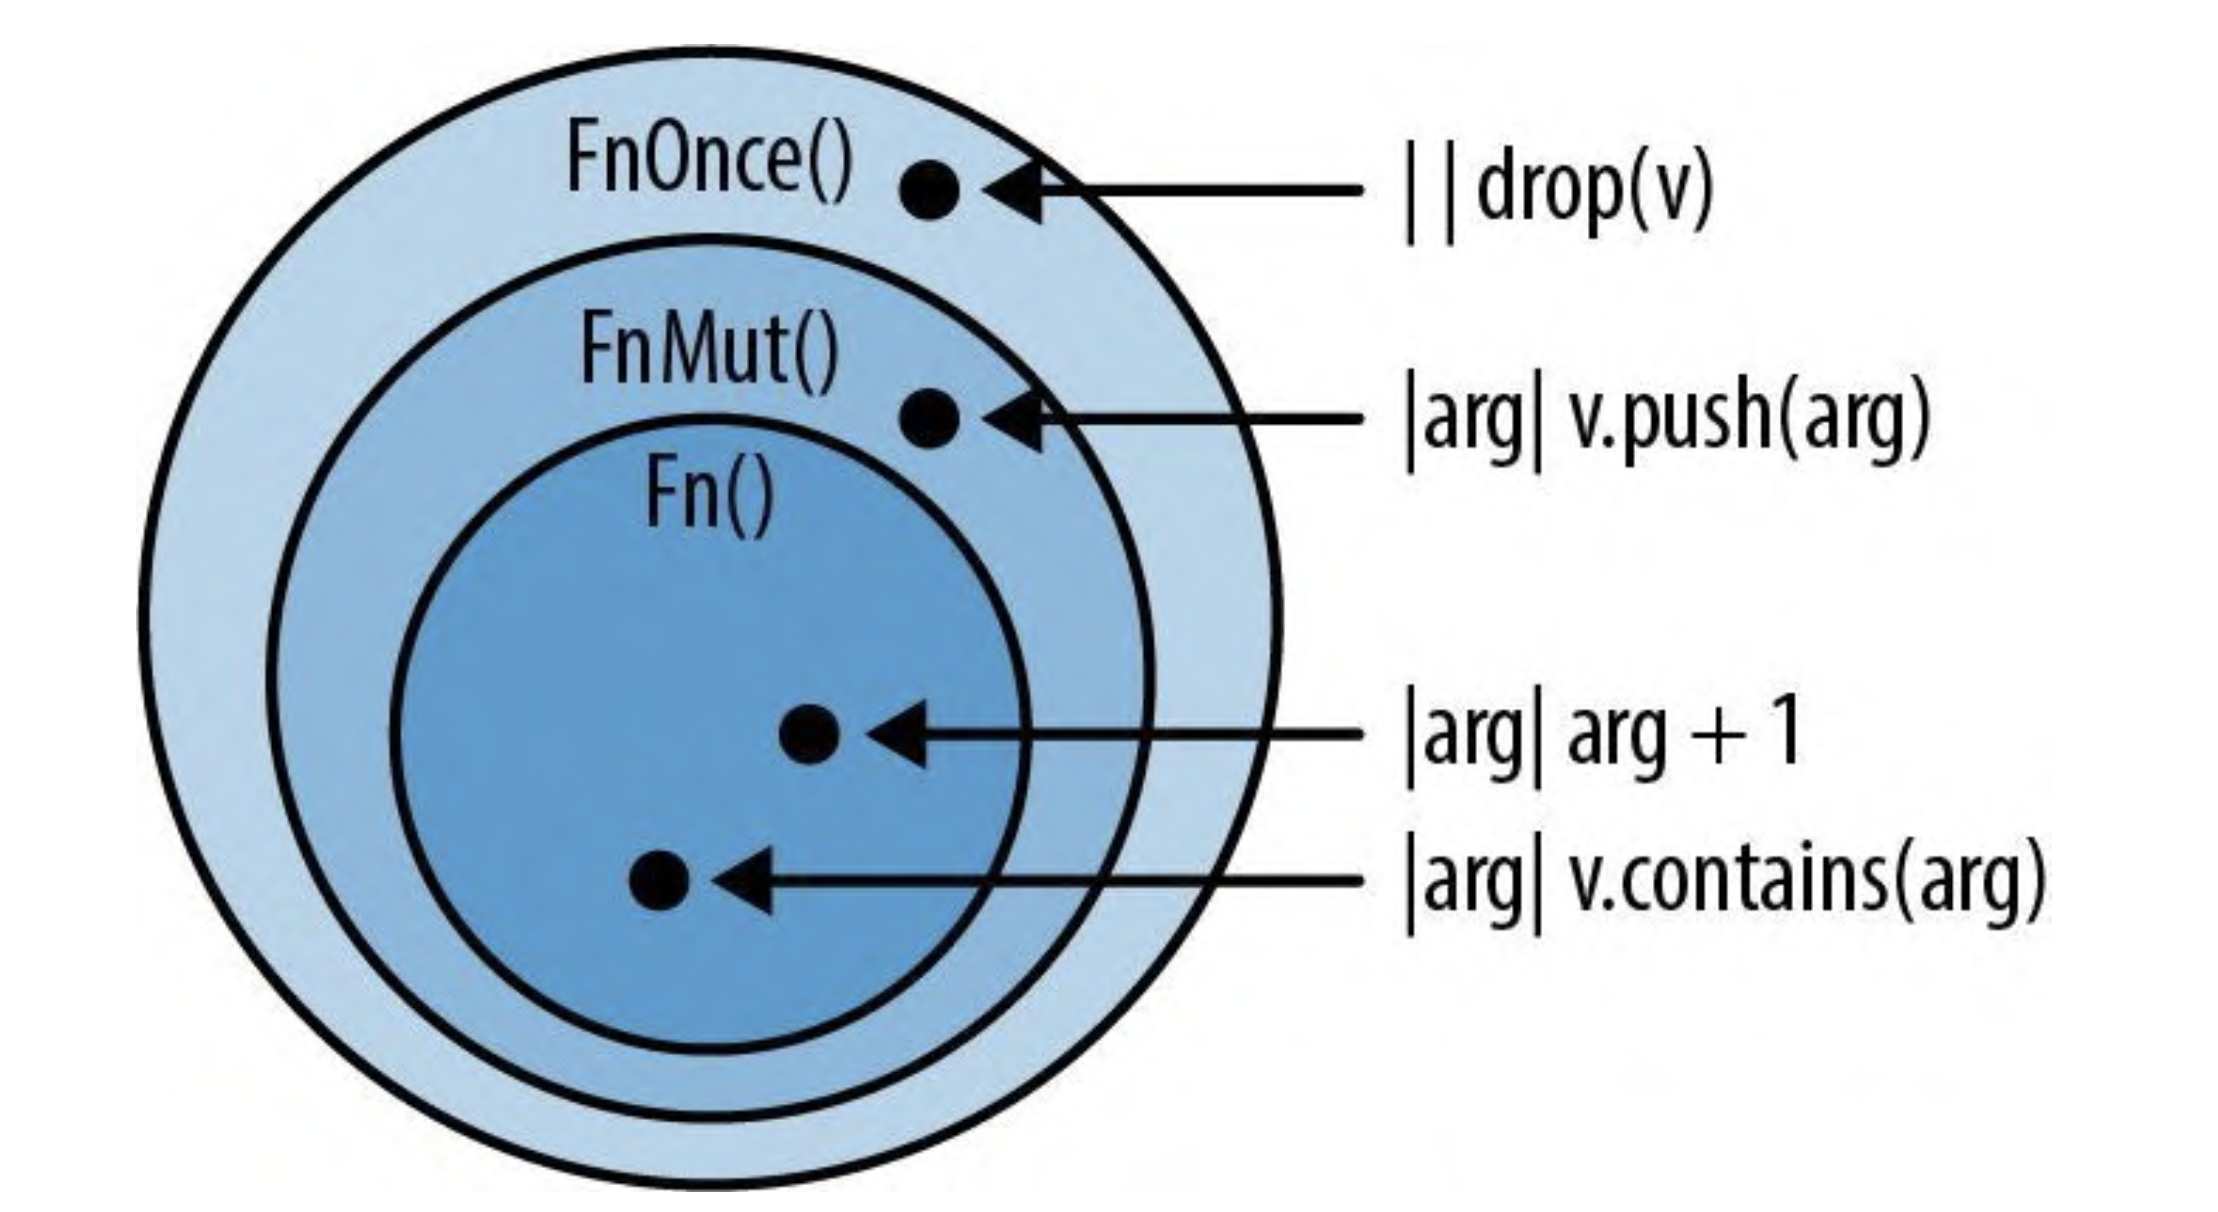 FnOnce()
| | drop(v)
FnMut()
|arg| v.push(arg)
Fn()
|arg| arg + 1
|arg| v.contains(arg)